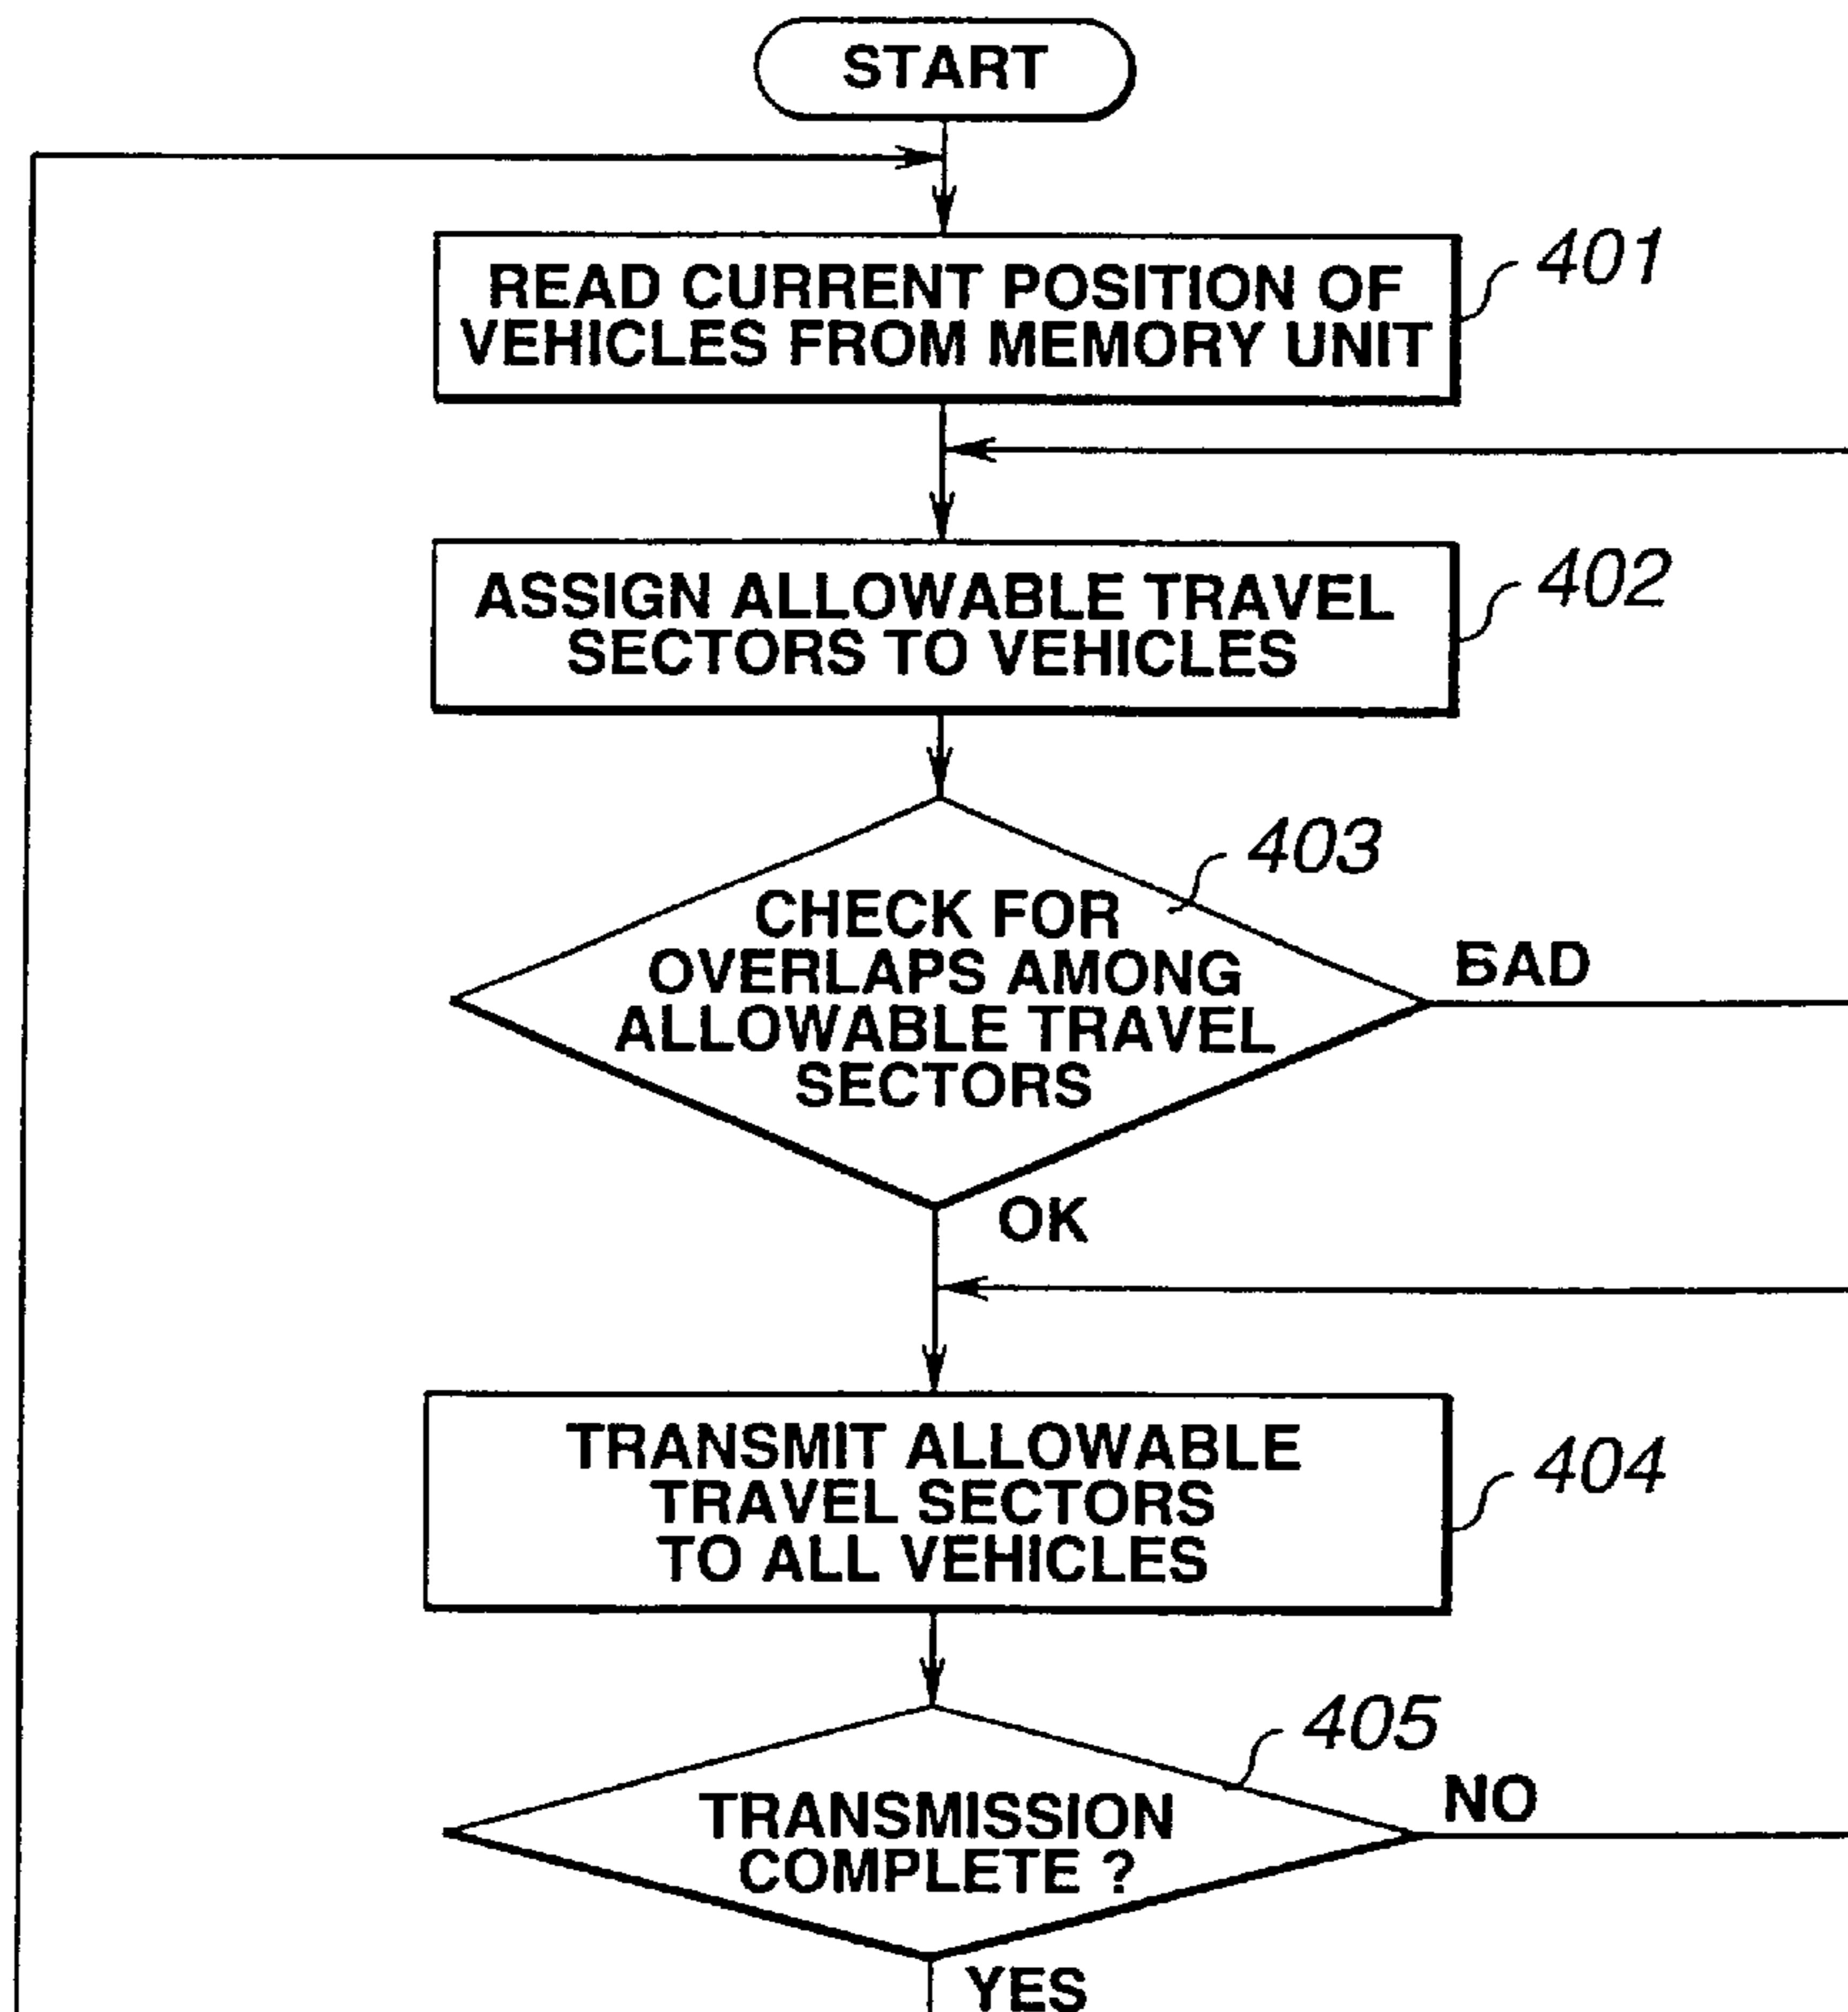 START
READ CURRENT POSITION OF
VEHICLES FROM MEMORY UNIT
401
ASSIGN ALLOWABLE TRAVEL
SECTORS TO VEHICLES
402
403
CHECK FOR
OVERLAPS AMONG
ALLOWABLE TRAVEL
SECTORS
BAD
OK
TRANSMIT ALLOWABLE
TRAVEL SECTORS
TO ALL VEHICLES
404
405
TRANSMISSION
COMPLETE ?
NO
YES